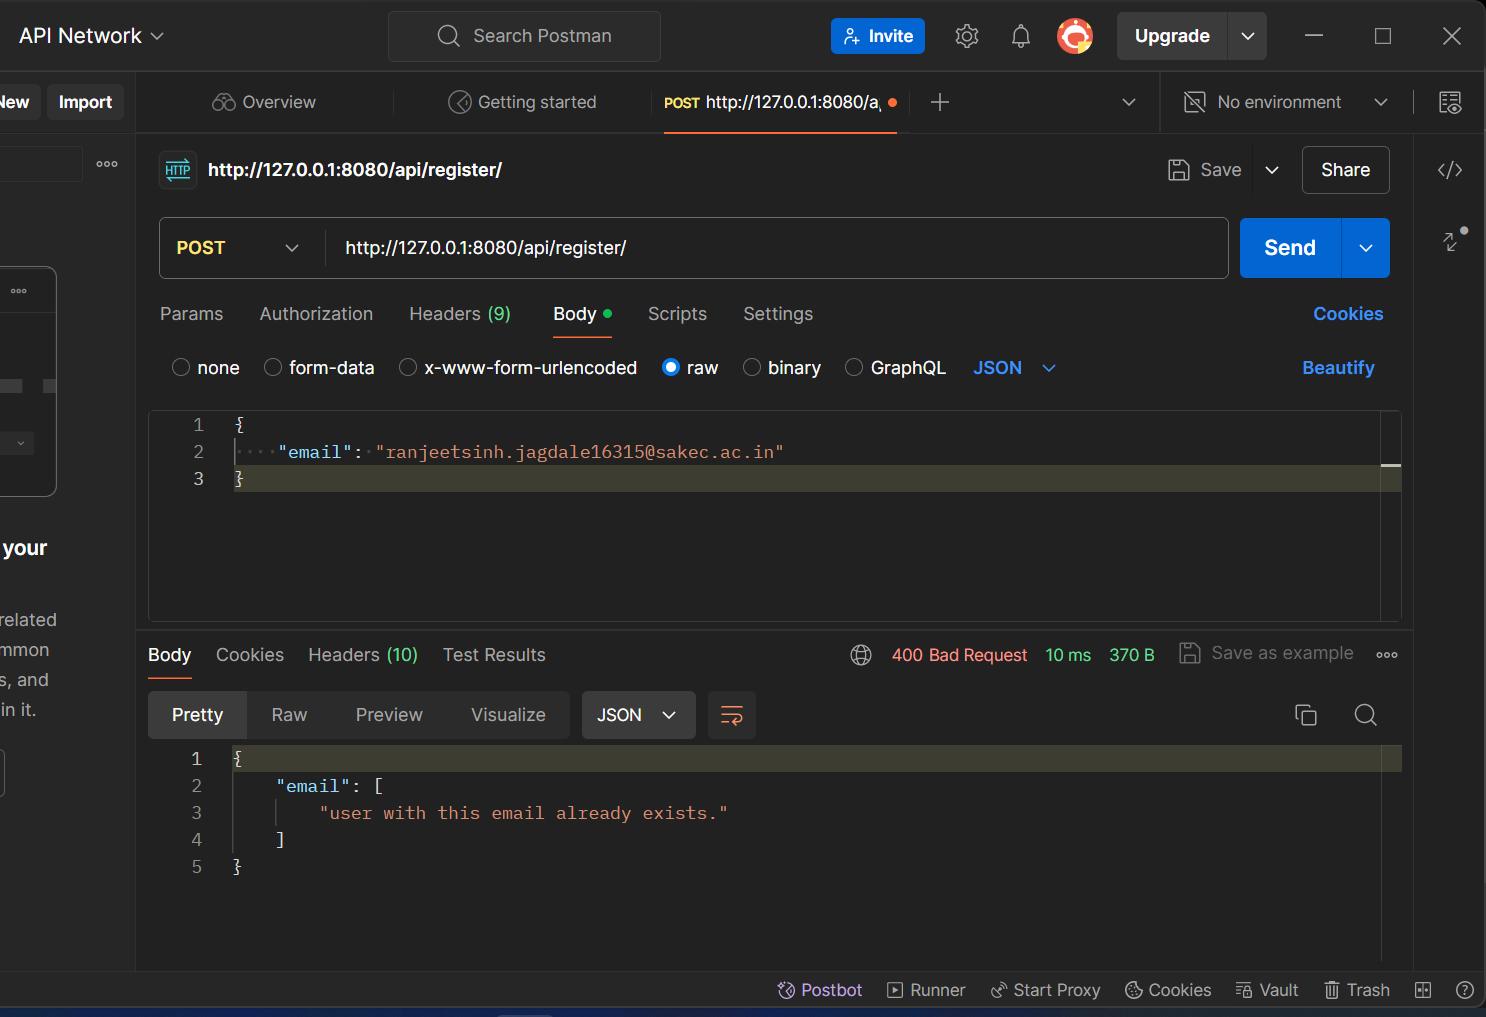 API Network
Search Postman
Invite
Upgrade
New
Import
Overview
Getting started
POST http://127.0.0.1:8080/a
No environment
HTTP
http://127.0.0.1:8080/api/register/
Save
Share
POST
http://127.0.0.1:8080/api/register/
Send
Params
Authorization
Headers (9)
Body
Scripts
Settings
Cookies
none
form-data
x-www-form-urlencoded
raw
binary
GraphQL
JSON
Beautify
1 {
2 "email": "ranjeetsinh.jagdale16315@sakec.ac.in"
3 }
your
related
mmon
s, and
in it.
Body
Cookies
Headers (10)
Test Results
400 Bad Request
10 ms
370 B
Save as example
Pretty
Raw
Preview
Visualize
JSON
1 {
2 "email": [
3 "user with this email already exists."
4 ]
5 }
Postbot
Runner
Start Proxy
Cookies
Vault
Trash